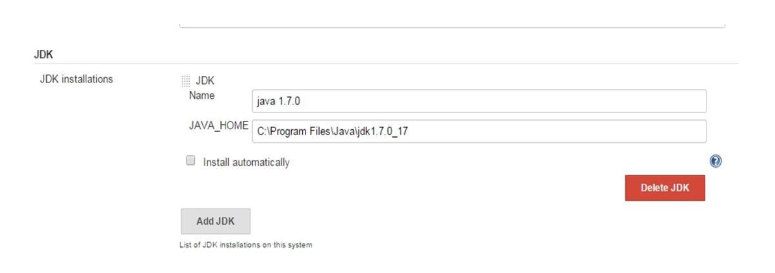 JDK
JDK installations
JDK
Name
java 1.7.0
JAVA_HOME
C:\Program Files\Java\jdk1.7.0_17
Install automatically
Delete JDK
Add JDK
List of JDK installations on this system